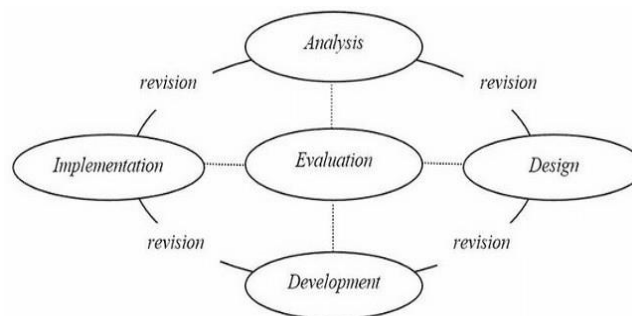 Analysis
revision
revision
Implementation
Evaluation
Design
revision
revision
Development